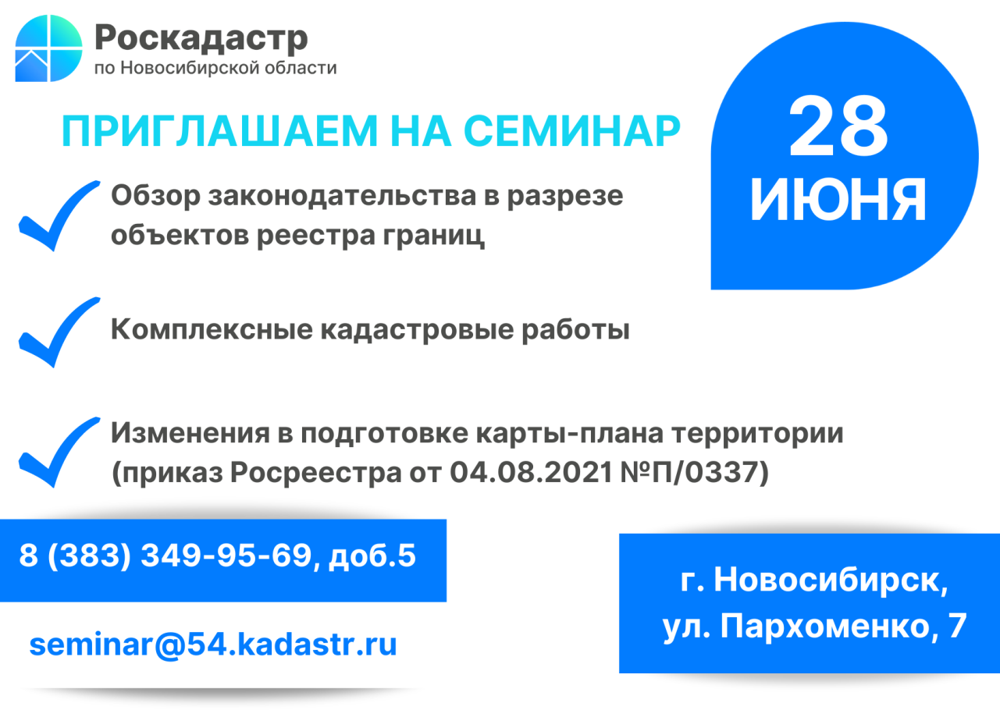 Роскадастр
по Новосибирской области
ПРИГЛАШАЕМ НА СЕМИНАР
28
ИЮНЯ
Обзор законодательства в разрезе
объектов реестра границ
Комплексные кадастровые работы
Изменения в подготовке карты-плана территории
(приказ Росреестра от 04.08.2021 №П/0337)
8 (383) 349-95-69, доб.5
seminar@54.kadastr.ru
г. Новосибирск,
ул. Пархоменко, 7